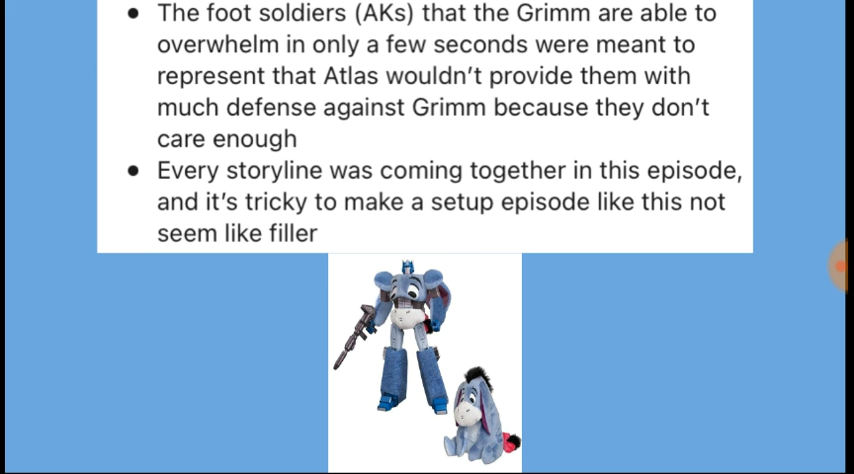 • The foot soldiers (AKs) that the Grimm are able to
overwhelm in only a few seconds were meant to
represent that Atlas wouldn’t provide them with
much defense against Grimm because they don’t
care enough
• Every storyline was coming together in this episode,
and it’s tricky to make a setup episode like this not
seem like filler